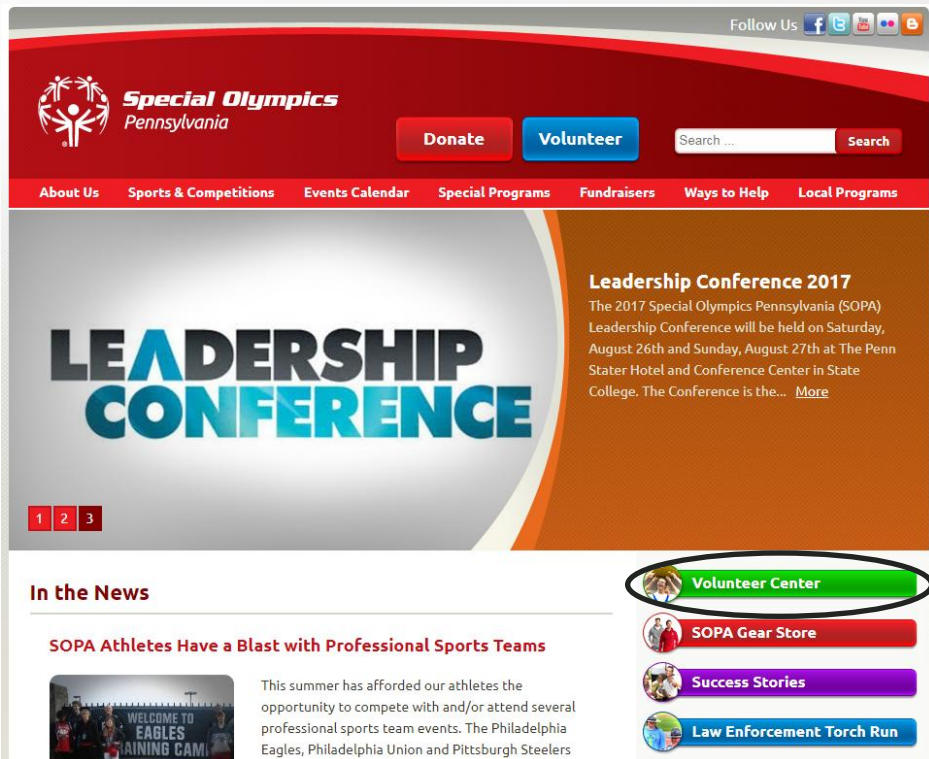 Follow Us
Special Olympics
Pennsylvania
Donate
Volunteer
Search ...
Search
About Us
Sports & Competitions
Events Calendar
Special Programs
Fundraisers
Ways to Help
Local Programs
LEADERSHIP
CONFERENCE
Leadership Conference 2017
The 2017 Special Olympics Pennsylvania (SOPA)
Leadership Conference will be held on Saturday,
August 26th and Sunday, August 27th at The Penn
Stater Hotel and Conference Center in State
College. The Conference is the... More
1 2 3
In the News
SOPA Athletes Have a Blast with Professional Sports Teams
WELCOME TO
EAGLES
RAINING CAM
This summer has afforded our athletes the
opportunity to compete with and/or attend several
professional sports team events. The Philadelphia
Eagles, Philadelphia Union and Pittsburgh Steelers
Volunteer Center
SOPA Gear Store
Success Stories
Law Enforcement Torch Run